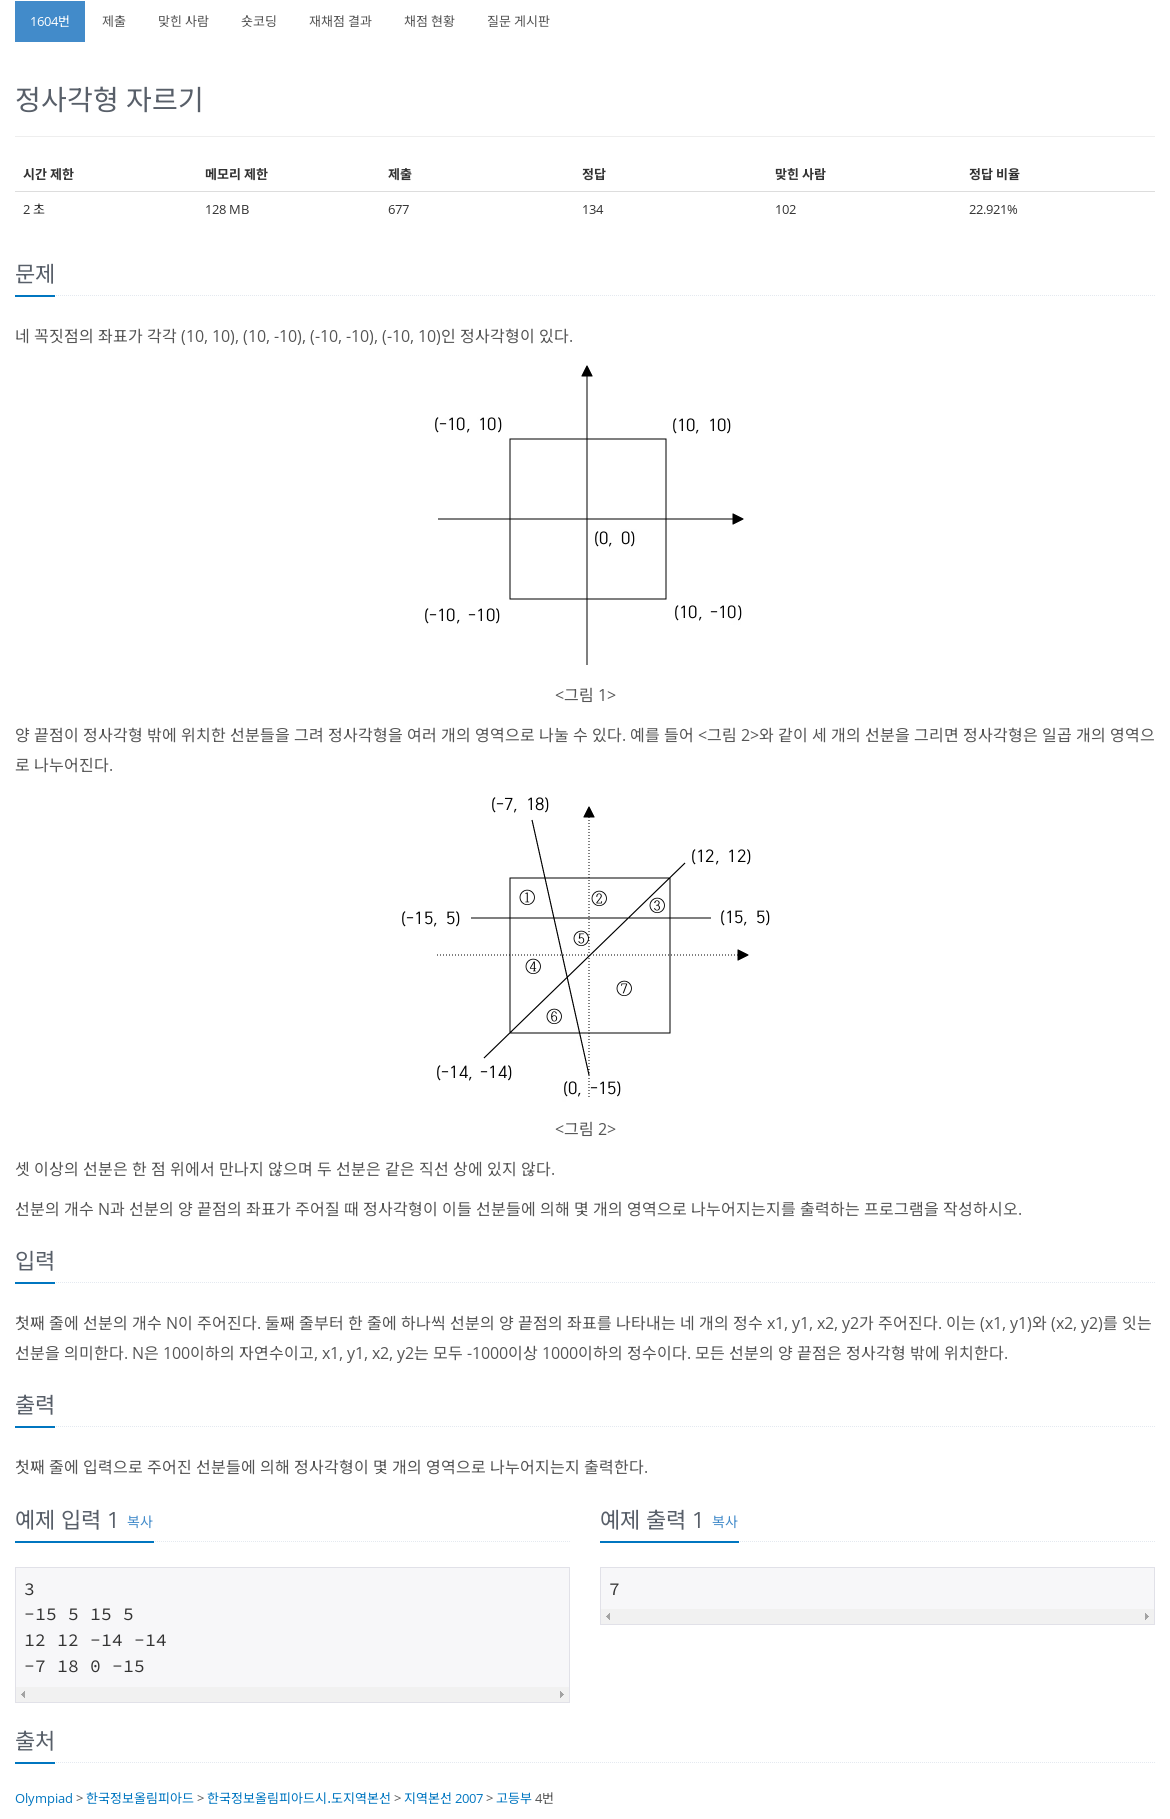 1604번 제출 맞힌 사람 숏코딩 재채점 결과 채점 현황 질문 게시판
정사각형 자르기
시간 제한 메모리 제한 제출 정답 맞힌 사람 정답 비율
2 초 128 MB 677 134 102 22.921%
문제
네 꼭짓점의 좌표가 각각 (10, 10), (10, -10), (-10, -10), (-10, 10)인 정사각형이 있다.
(-10, 10) (10, 10)
(0, 0)
(-10, -10) (10, -10)
<그림 1>
양 끝점이 정사각형 밖에 위치한 선분들을 그려 정사각형을 여러 개의 영역으로 나눌 수 있다. 예를 들어 <그림 2>와 같이 세 개의 선분을 그리면 정사각형은 일곱 개의 영역으
로 나누어진다.
(-7, 18)
(12, 12)
① ② ③
(-15, 5) (15, 5)
⑤
④
⑦
⑥
(-14, -14)
(0, -15)
<그림 2>
셋 이상의 선분은 한 점 위에서 만나지 않으며 두 선분은 같은 직선 상에 있지 않다.
선분의 개수 N과 선분의 양 끝점의 좌표가 주어질 때 정사각형이 이들 선분들에 의해 몇 개의 영역으로 나누어지는지를 출력하는 프로그램을 작성하시오.
입력
첫째 줄에 선분의 개수 N이 주어진다. 둘째 줄부터 한 줄에 하나씩 선분의 양 끝점의 좌표를 나타내는 네 개의 정수 x1, y1, x2, y2가 주어진다. 이는 (x1, y1)와 (x2, y2)를 잇는
선분을 의미한다. N은 100이하의 자연수이고, x1, y1, x2, y2는 모두 -1000이상 1000이하의 정수이다. 모든 선분의 양 끝점은 정사각형 밖에 위치한다.
출력
첫째 줄에 입력으로 주어진 선분들에 의해 정사각형이 몇 개의 영역으로 나누어지는지 출력한다.
예제 입력 1 복사
3
-15 5 15 5
12 12 -14 -14
-7 18 0 -15
예제 출력 1 복사
7
출처
Olympiad > 한국정보올림피아드 > 한국정보올림피아드시.도지역본선 > 지역본선 2007 > 고등부 4번